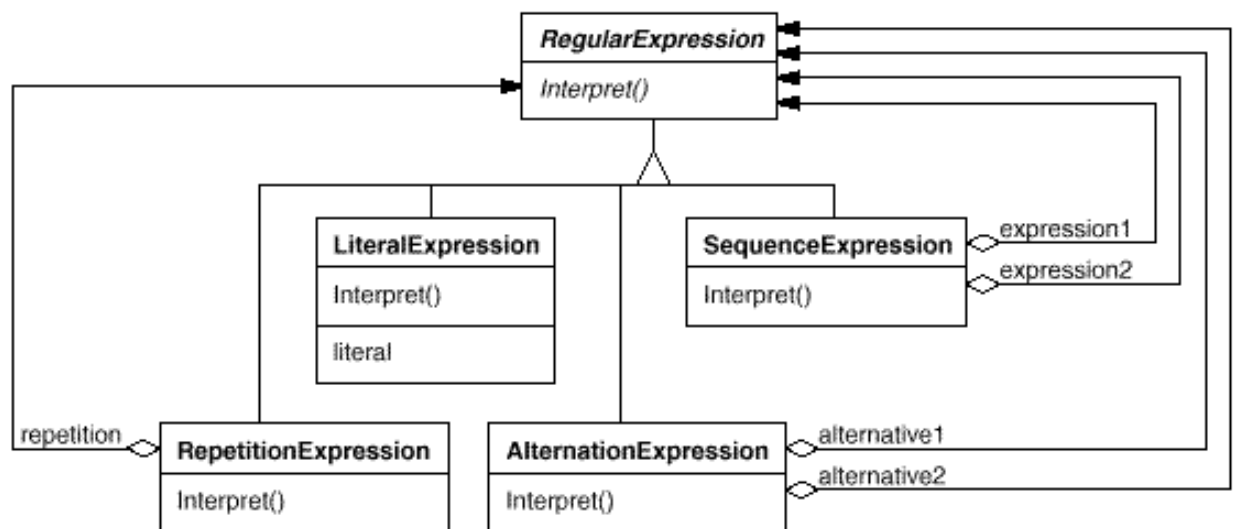 RegularExpression
Interpret()
LiteralExpression
Interpret()
literal
SequenceExpression
Interpret()
expression1
expression2
repetition
RepetitionExpression
Interpret()
AlternationExpression
Interpret()
alternative1
alternative2